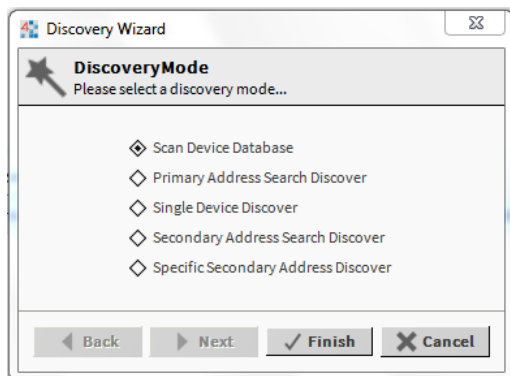 Discovery Wizard
DiscoveryMode
Please select a discovery mode...
Scan Device Database
Primary Address Search Discover
Single Device Discover
Secondary Address Search Discover
Specific Secondary Address Discover
Back Next Finish Cancel